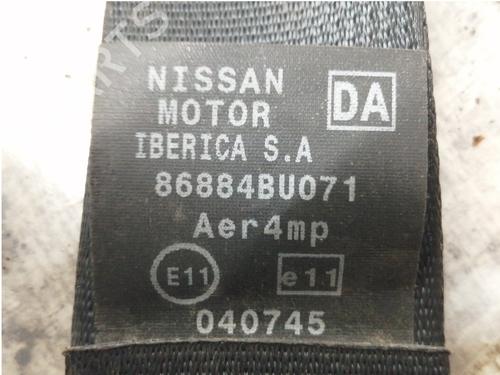 NISSAN
MOTOR DA
IBERICA S.A
86884BU071
Aer4mp
E11 e11
040745